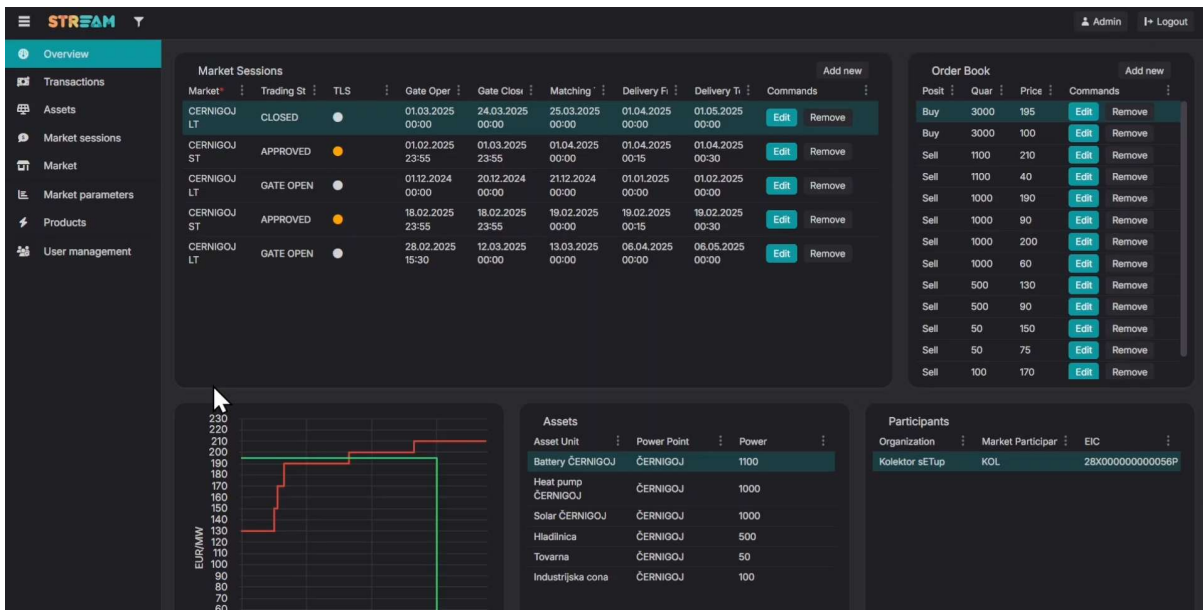 STREAM
Admin
Logout
Overview
Transactions
Assets
Market sessions
Market
Market parameters
Products
User management
Market Sessions Add new
Market* Trading St TLS Gate Oper Gate Close Matching Delivery Fr Delivery To Commands
CERNIGOJ LT CLOSED 01.03.2025 00:00 24.03.2025 00:00 25.03.2025 00:00 01.04.2025 00:00 01.05.2025 00:00 Edit Remove
CERNIGOJ ST APPROVED 01.02.2025 23:55 01.03.2025 23:55 01.04.2025 00:00 01.04.2025 00:15 01.04.2025 00:30 Edit Remove
CERNIGOJ LT GATE OPEN 01.12.2024 00:00 20.12.2024 00:00 21.12.2024 00:00 01.01.2025 00:00 01.02.2025 00:00 Edit Remove
CERNIGOJ ST APPROVED 18.02.2025 23:55 18.02.2025 23:55 19.02.2025 00:00 19.02.2025 00:15 19.02.2025 00:30 Edit Remove
CERNIGOJ LT GATE OPEN 28.02.2025 15:30 12.03.2025 00:00 13.03.2025 00:00 06.04.2025 00:00 06.05.2025 00:00 Edit Remove
Order Book Add new
Posit Quar Price Commands
Buy 3000 195 Edit Remove
Buy 3000 100 Edit Remove
Sell 1100 210 Edit Remove
Sell 1100 40 Edit Remove
Sell 1000 190 Edit Remove
Sell 1000 90 Edit Remove
Sell 1000 200 Edit Remove
Sell 1000 60 Edit Remove
Sell 500 130 Edit Remove
Sell 500 90 Edit Remove
Sell 50 150 Edit Remove
Sell 50 75 Edit Remove
Sell 100 170 Edit Remove
230
220
210
200
190
180
170
160
150
140
130
120
110
100
90
80
70
60
EUR/MW
Assets
Asset Unit Power Point Power
Battery ČERNIGOJ ČERNIGOJ 1100
Heat pump ČERNIGOJ ČERNIGOJ 1000
Solar ČERNIGOJ ČERNIGOJ 1000
Hladilnica ČERNIGOJ 500
Tovarna ČERNIGOJ 50
Industrijska cona ČERNIGOJ 100
Participants
Organization Market Participar EIC
Kolektor sETup KOL 28X000000000056P